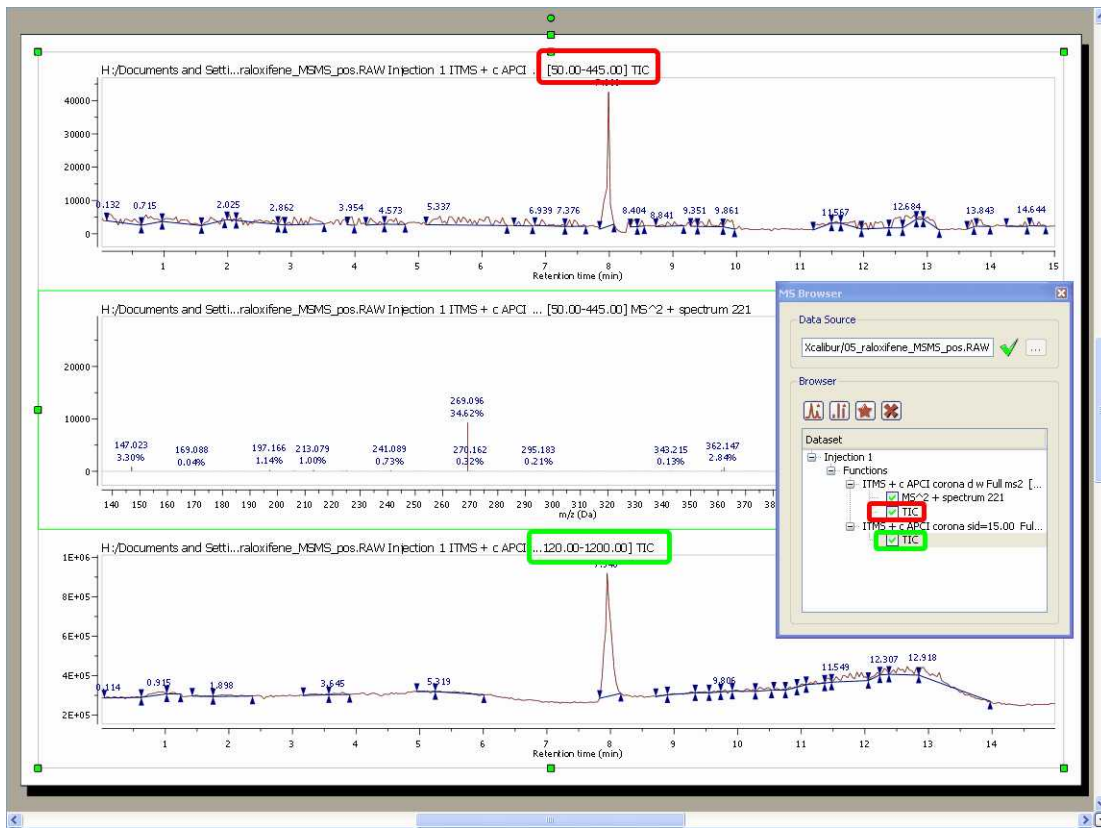 H:/Documents and Setti...raloxifene_MSMS_pos.RAW Injection 1 ITMS + c APCI ... [50.00-445.00] TIC
40000
30000
20000
10000
0
0.132 0.715 2.025 2.862 3.954 4.573 5.337 6.939 7.376 8.404 8.841 9.351 9.861 11.567 12.684 13.843 14.644
1 2 3 4 5 6 7 8 9 10 11 12 13 14 15
Retention time (min)
H:/Documents and Setti...raloxifene_MSMS_pos.RAW Injection 1 ITMS + c APCI ... [50.00-445.00] MS^2 + spectrum 221
20000
10000
0
147.023 169.088 197.166 213.079 241.089 269.096 270.162 295.183 343.215 362.147
3.30% 0.04% 1.14% 1.00% 0.73% 34.62% 0.32% 0.21% 0.13% 2.84%
140 150 160 170 180 190 200 210 220 230 240 250 260 270 280 290 300 310 320 330 340 350 360 370 38
m/z (Da)
H:/Documents and Setti...raloxifene_MSMS_pos.RAW Injection 1 ITMS + c APCI ...120.00-1200.00] TIC
1E+06
8E+05
6E+05
4E+05
2E+05
0.114 0.915 1.898 3.645 5.319 9.806 11.549 12.307 12.918
1 2 3 4 5 6 7 8 9 10 11 12 13 14
Retention time (min)
MS Browser
Data Source
Xcalibur/05_raloxifene_MSMS_pos.RAW
...
Browser
Dataset
Injection 1
Functions
ITMS + c APCI corona d w Full ms2 [...
MS^2 + spectrum 221
TIC
ITMS + c APCI corona sid=15.00 Ful...
TIC